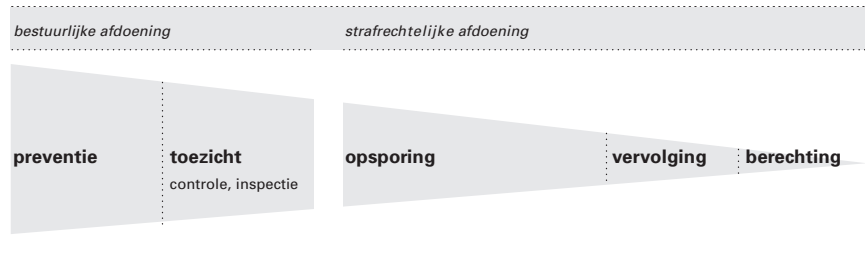 bestuurlijke afdoening
strafrechtelijke afdoening
preventie
toezicht
controle, inspectie
opsporing
vervolging
berechting